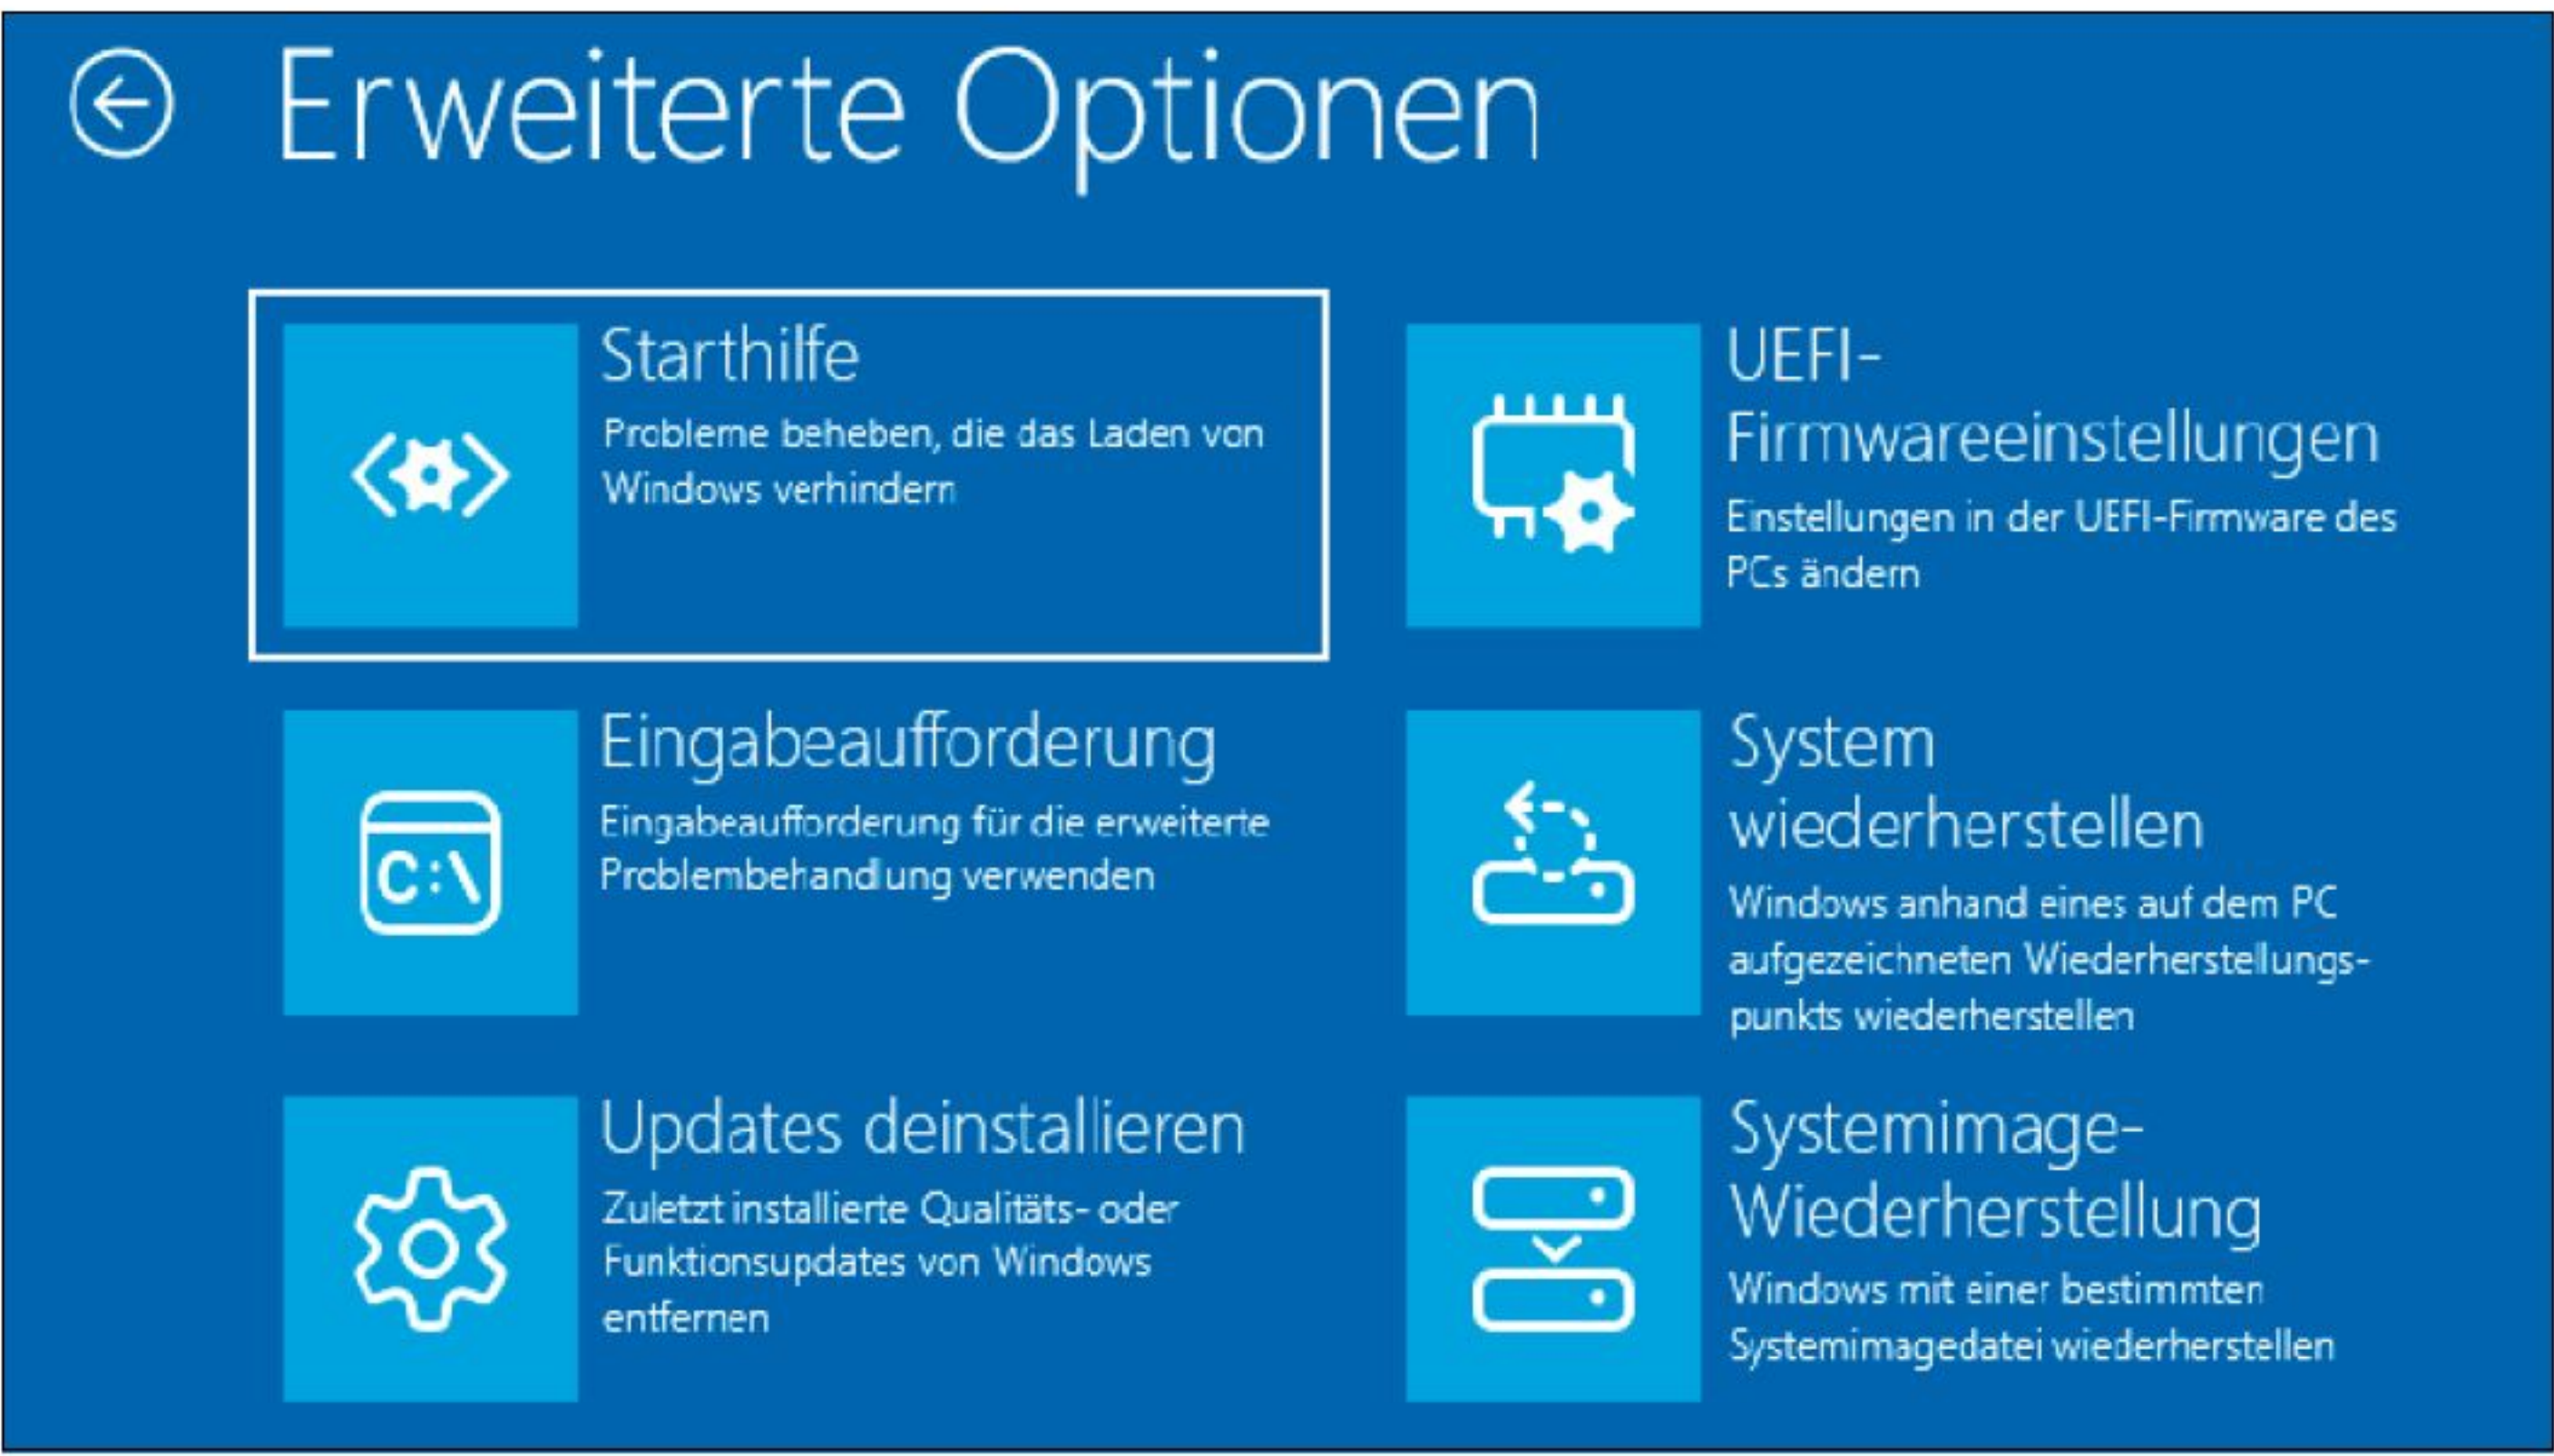 Erweiterte Optionen
Starthilfe
Probleme beheben, die das Laden von
Windows verhindern
Eingabeaufforderung
Eingabeaufforderung für die erweiterte
Problembehandlung verwenden
C:\
Updates deinstallieren
Zuletzt installierte Qualitäts- oder
Funktionsupdates von Windows
entfernen
UEFI-
Firmwareeinstellungen
Einstellungen in der UEFI-Firmware des
PCs ändern
System
wiederherstellen
Windows anhand eines auf dem PC
aufgezeichneten Wiederherstellungs-
punkts wiederherstellen
Systemimage-
Wiederherstellung
Windows mit einer bestimmten
Systemimagedatei wiederherstellen